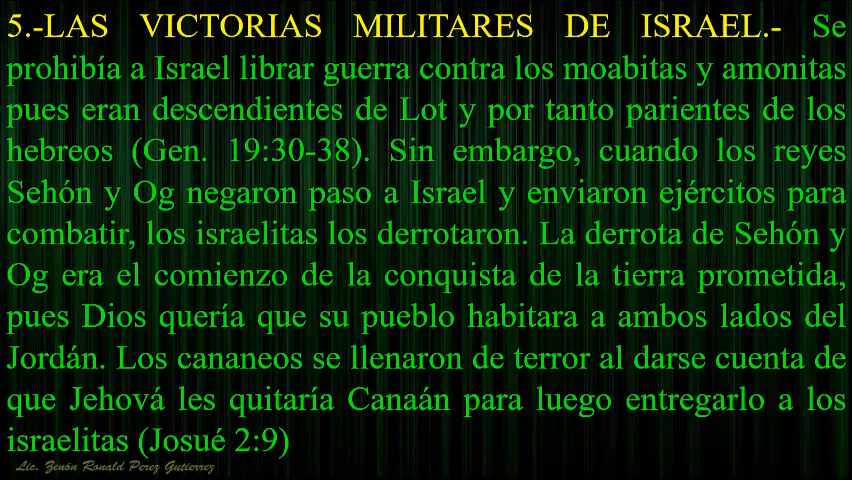 5.-LAS VICTORIAS MILITARES DE ISRAEL.- Se
prohibía a Israel librar guerra contra los moabitas y amonitas
pues eran descendientes de Lot y por tanto parientes de los
hebreos (Gen. 19:30-38). Sin embargo, cuando los reyes
Sehón y Og negaron paso a Israel y enviaron ejércitos para
combatir, los israelitas los derrotaron. La derrota de Sehón y
Og era el comienzo de la conquista de la tierra prometida,
pues Dios quería que su pueblo habitara a ambos lados del
Jordán. Los cananeos se llenaron de terror al darse cuenta de
que Jehová les quitaría Canaán para luego entregarlo a los
israelitas (Josué 2:9)
Lic. Zenón Ronald Perez Gutierrez